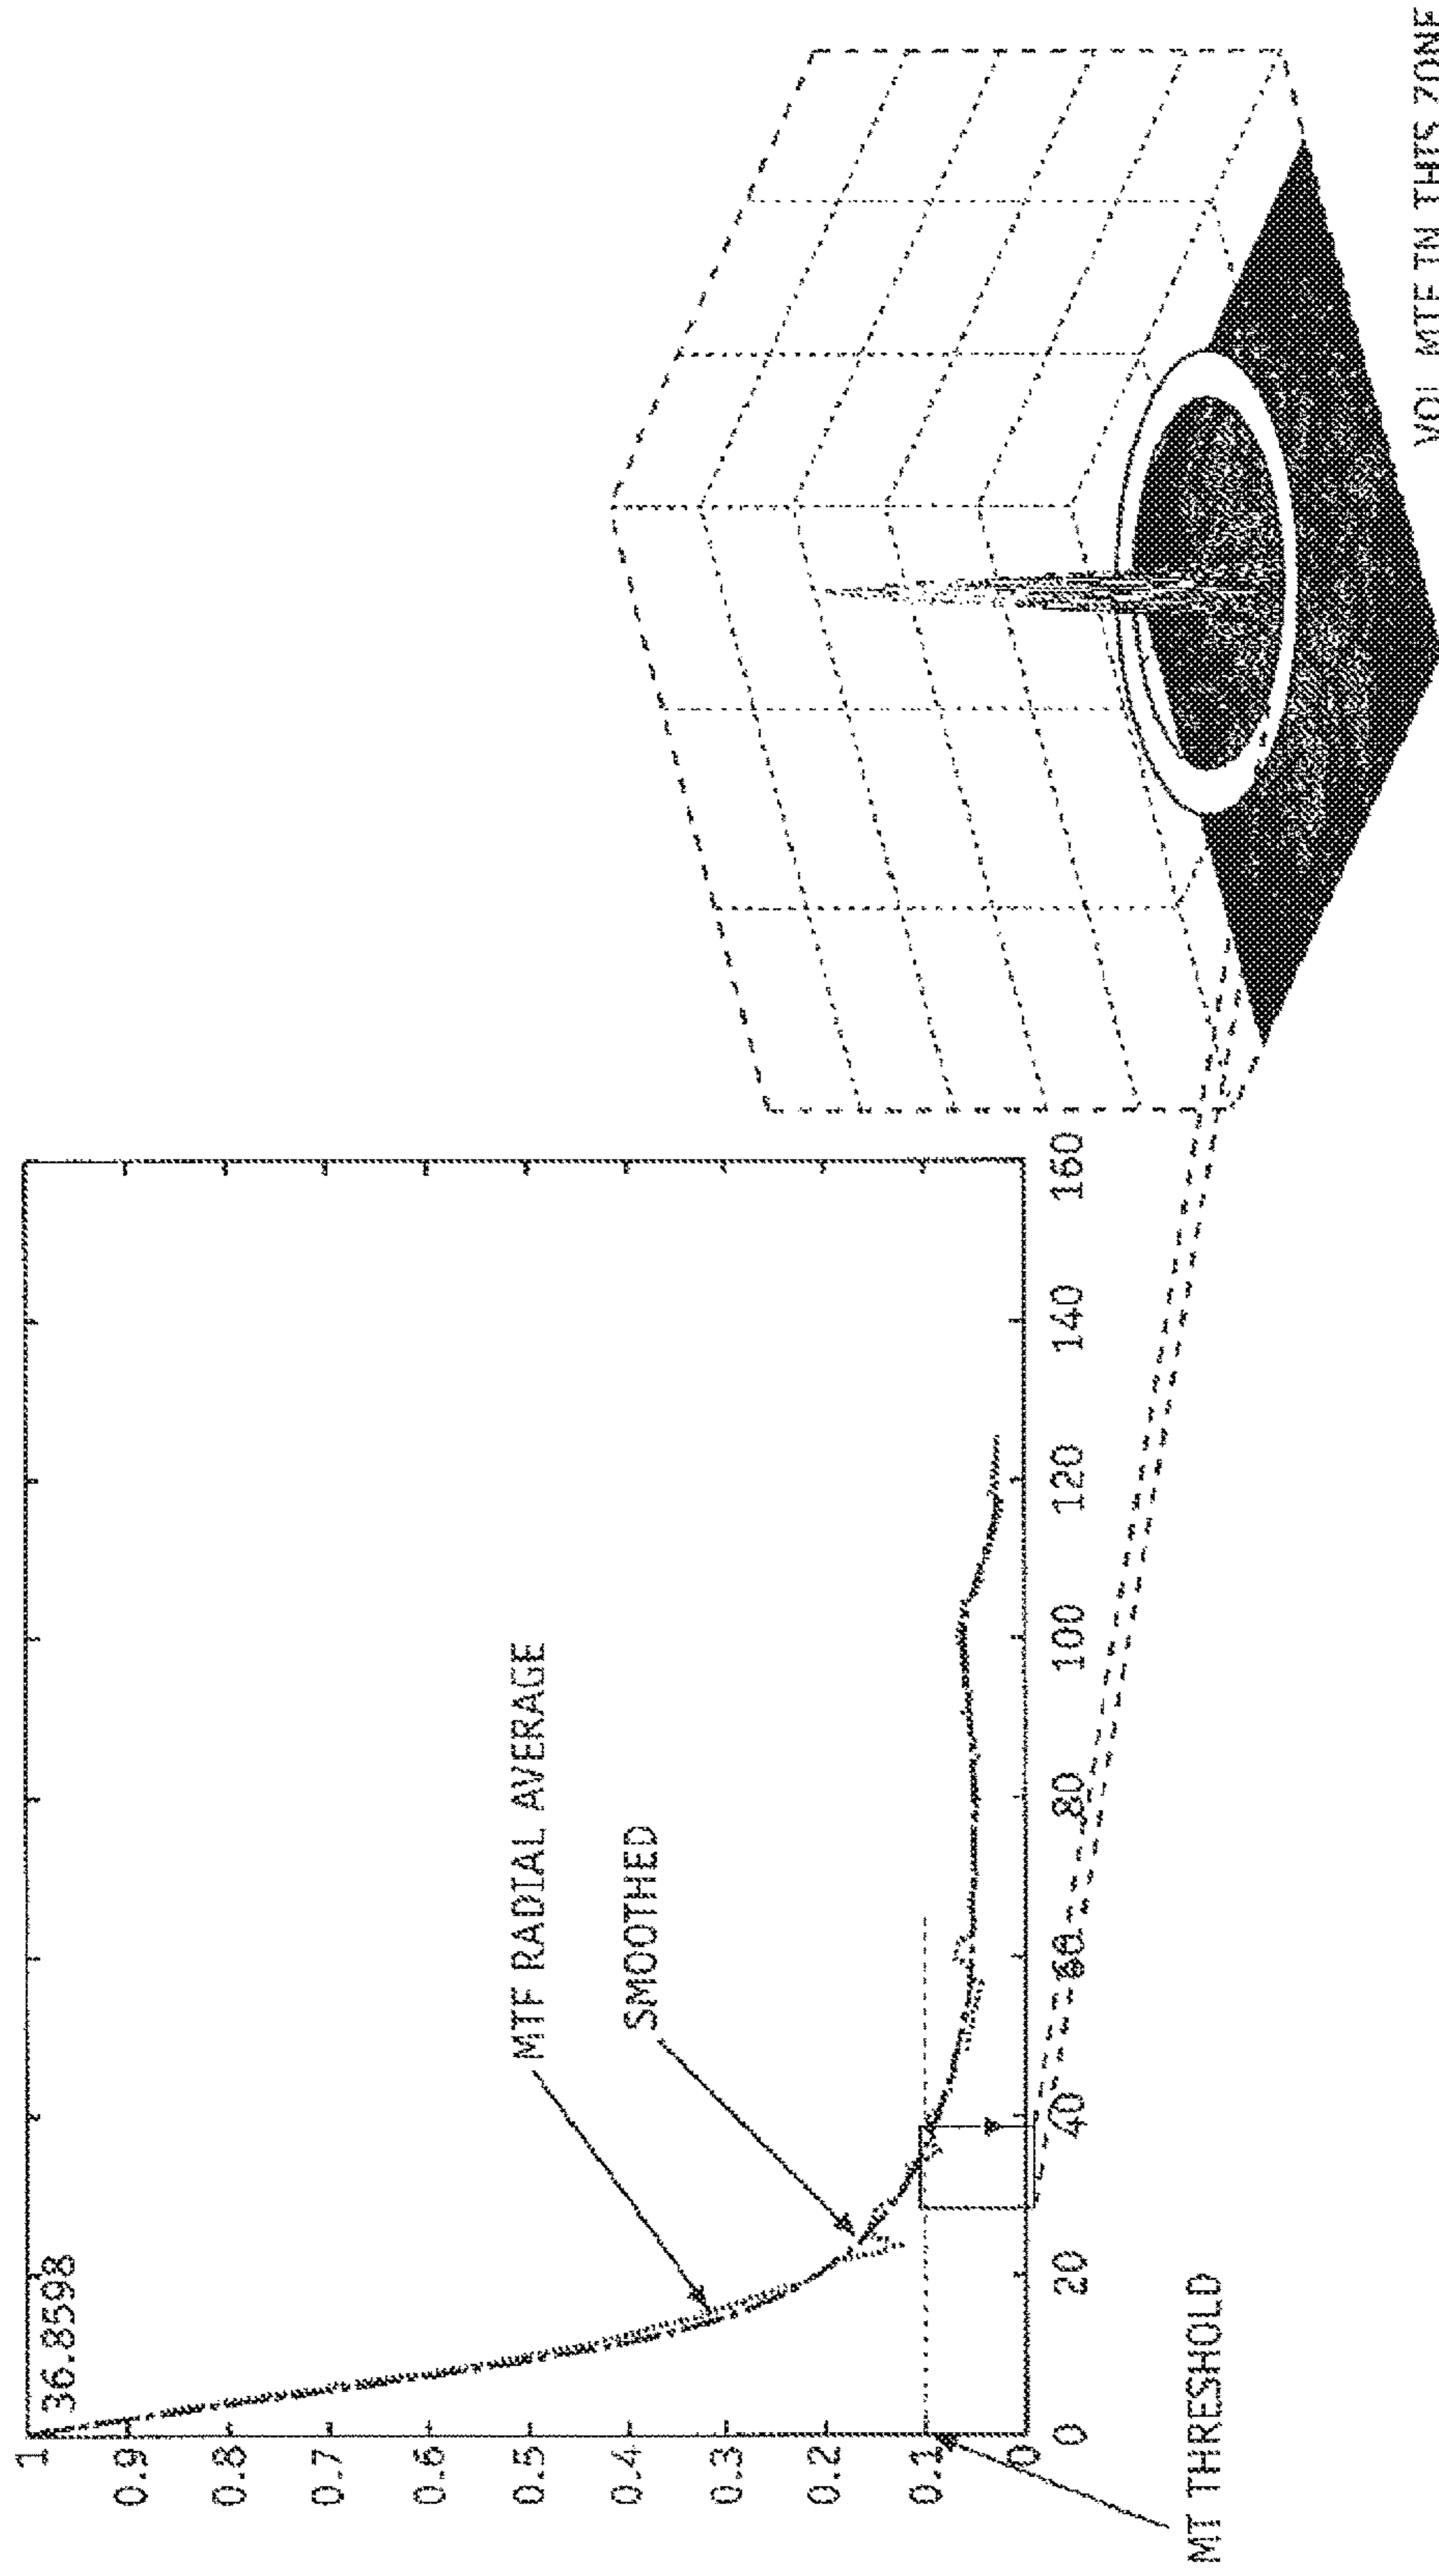 36.8598
MTF RADIAL AVERAGE
SMOOTHED
1
0.9
0.8
0.7
0.6
0.5
0.4
0.3
0.2
0.1
0
0 20 40 60 80 100 120 140 160
MT THRESHOLD
VOL MTF IN THIS ZONE